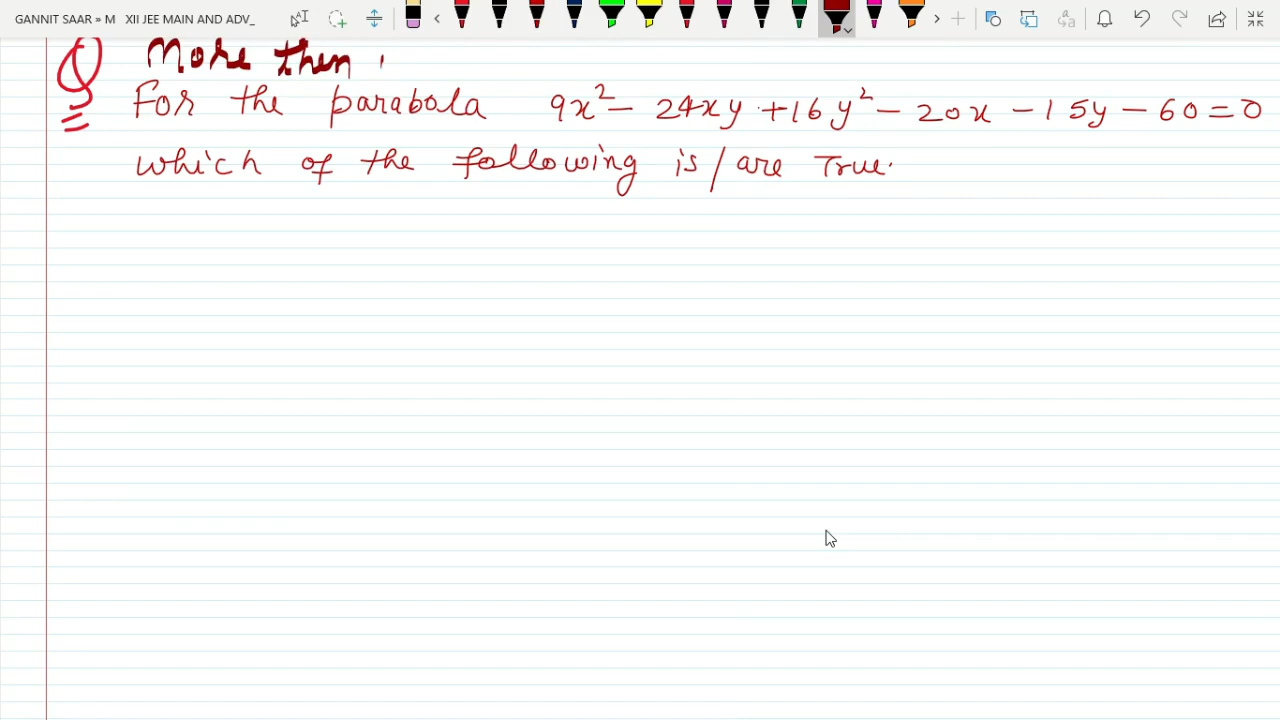 GANNIT SAAR » M XII JEE MAIN AND ADV_
Q More then 1
For the parabola 9x² - 24xy + 16y² - 20x - 15y - 60 = 0
which of the following is/are True.